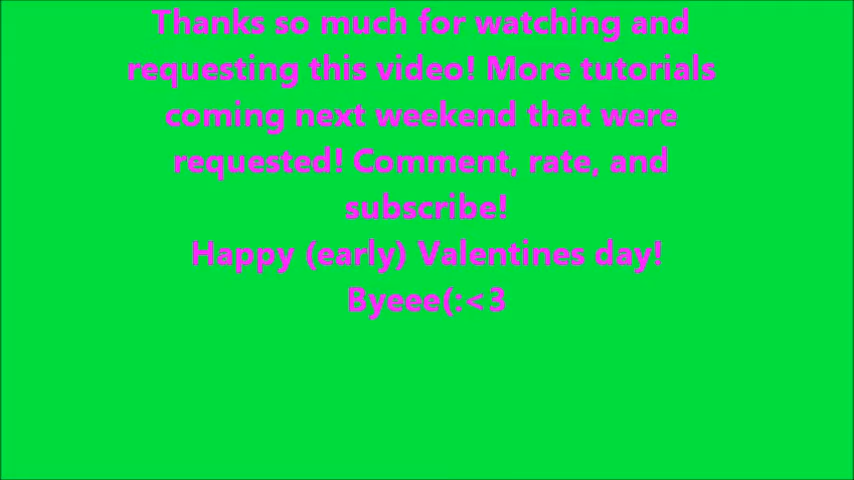 Thanks so much for watching and
requesting this video! More tutorials
coming next weekend that were
requested! Comment, rate, and
subscribe!
Happy (early) Valentines day!
Byeee(:<3